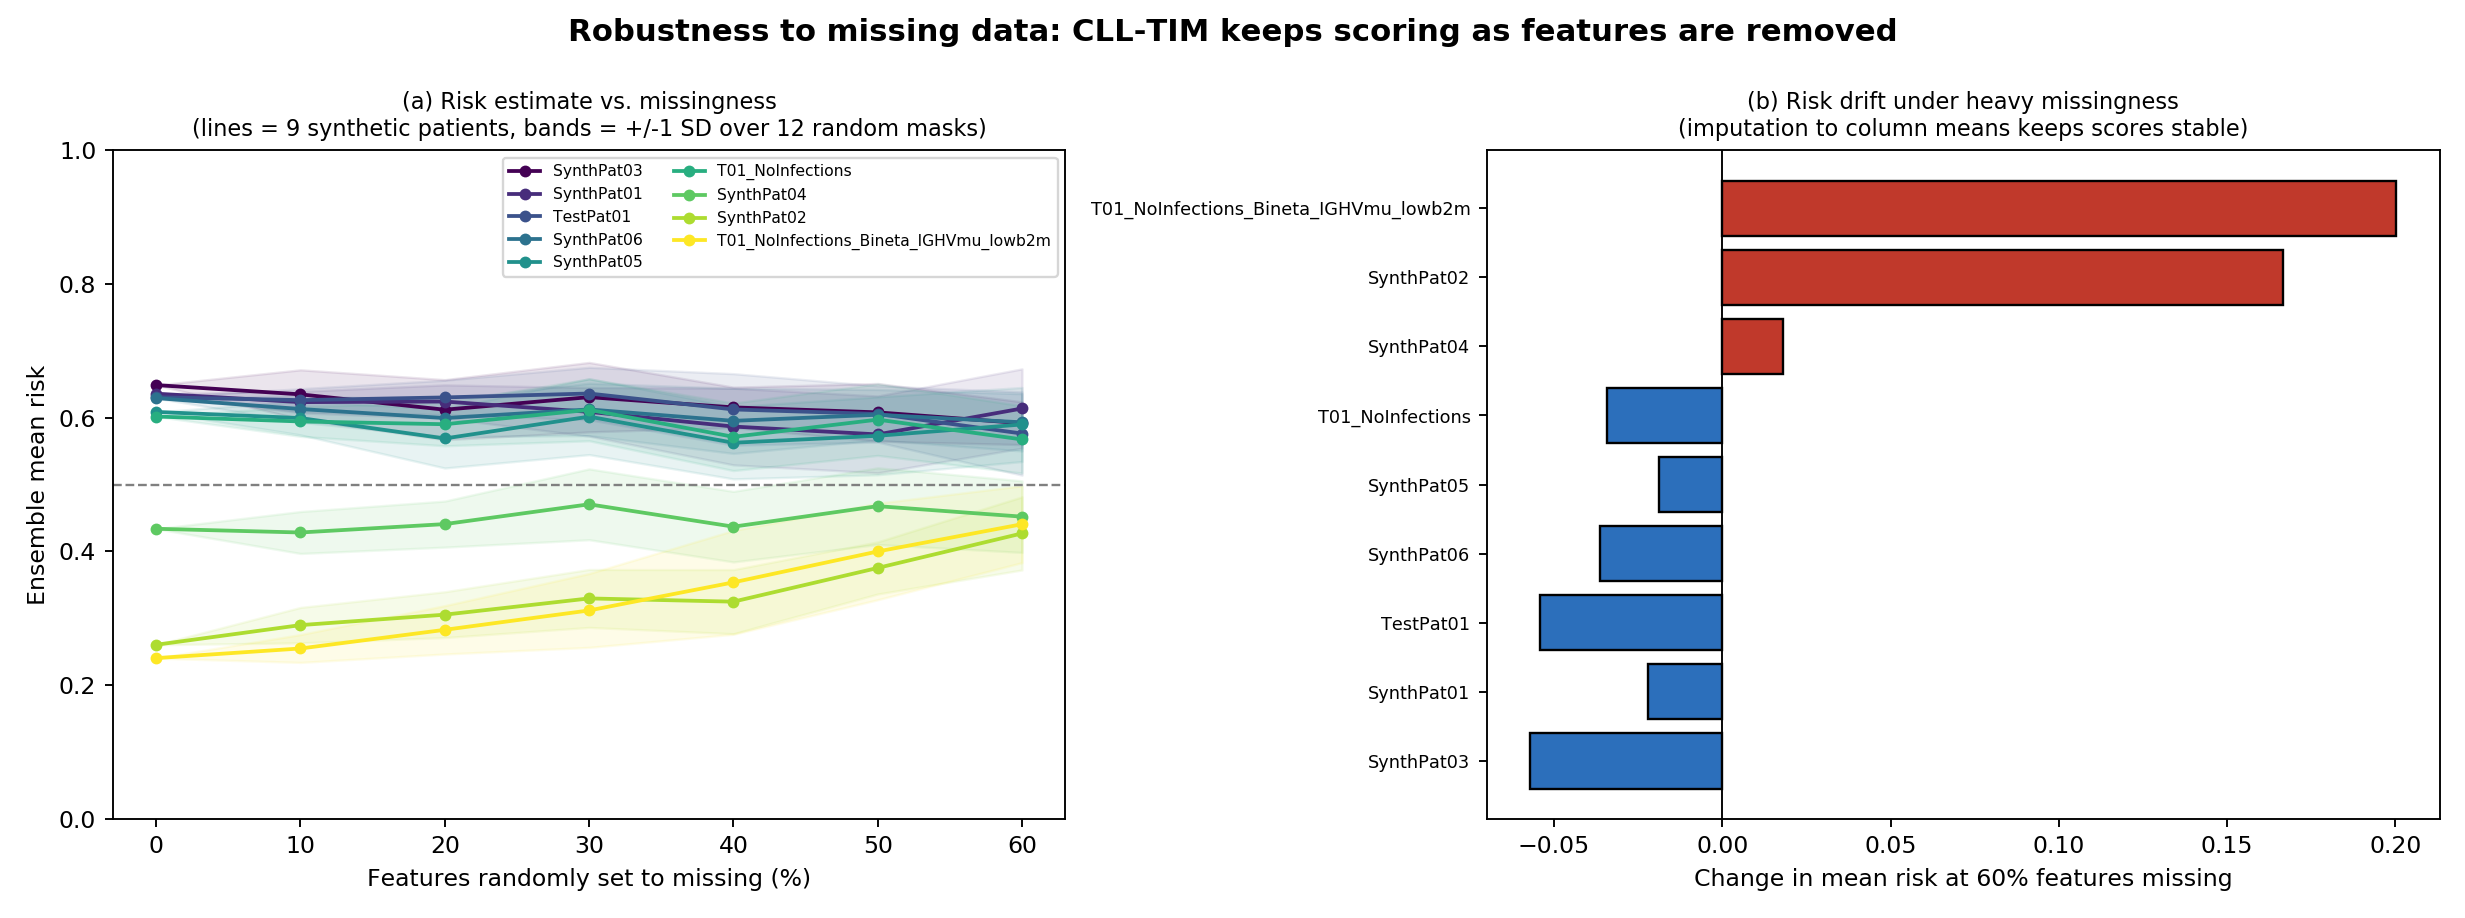 Robustness to missing data: CLL-TIM keeps scoring as features are removed
(a) Risk estimate vs. missingness
(lines = 9 synthetic patients, bands = +/-1 SD over 12 random masks)
Ensemble mean risk
1.0
0.8
0.6
0.4
0.2
0.0
SynthPat03
SynthPat01
TestPat01
SynthPat06
SynthPat05
T01_NoInfections
SynthPat04
SynthPat02
T01_NoInfections_Bineta_IGHVmu_lowb2m
0 10 20 30 40 50 60
Features randomly set to missing (%)
(b) Risk drift under heavy missingness
(imputation to column means keeps scores stable)
T01_NoInfections_Bineta_IGHVmu_lowb2m
SynthPat02
SynthPat04
T01_NoInfections
SynthPat05
SynthPat06
TestPat01
SynthPat01
SynthPat03
−0.05 0.00 0.05 0.10 0.15 0.20
Change in mean risk at 60% features missing